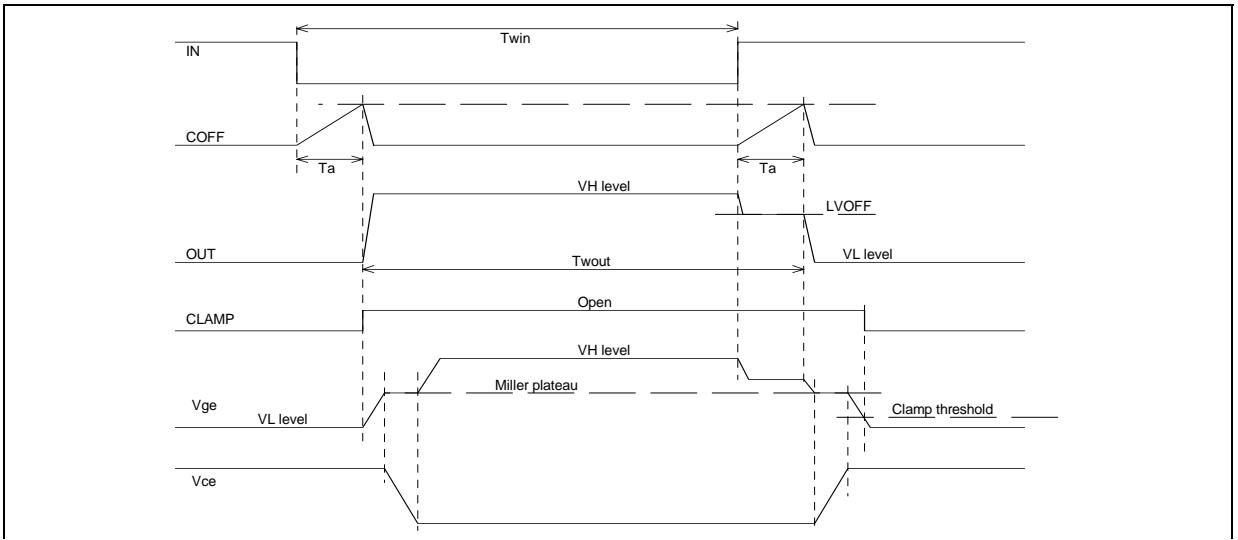 Twin
IN
COFF
Ta
Ta
VH level
LVOFF
OUT
VL level
Twout
Open
CLAMP
VH level
Miller plateau
Vge
Clamp threshold
VL level
Vce